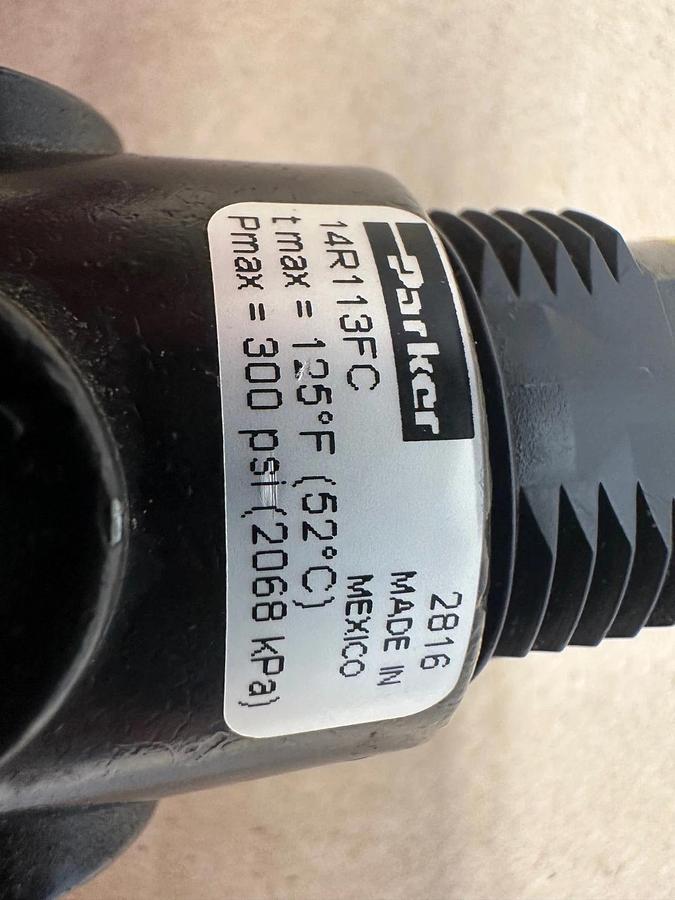 Parker
2816
14R113FC
MADE IN
MEXICO
tmax = 125°F (52°C)
Pmax = 300 psi (2068 kPa)